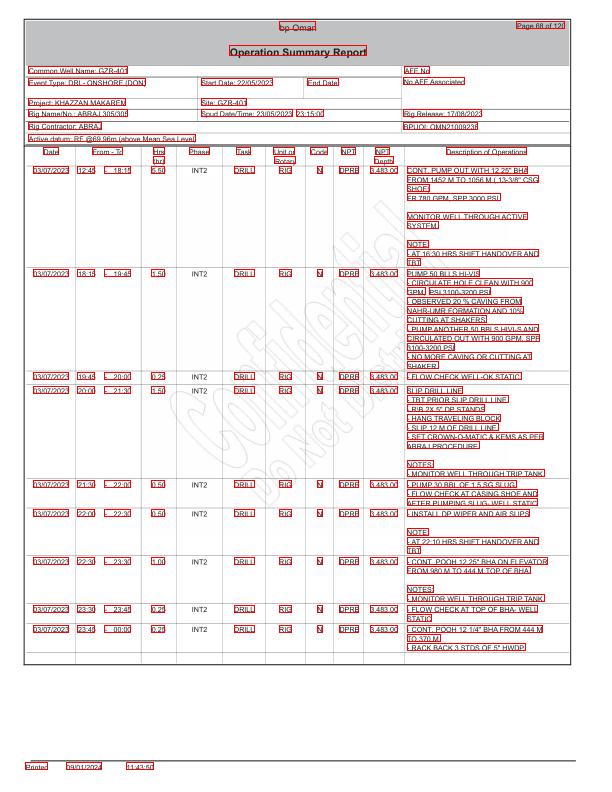 bp Oman
Page 68 of 120
Operation Summary Report
Common Well Name: GZR-401
AFE No
Event Type: DRL- ONSHORE (DON)
Start Date: 22/05/2023
End Date:
No AFE Associated
Project: KHAZZAN MAKAREM
Site: GZR-401
Rig Name/No.: ABRAJ 305/305
Spud Date/Time: 23/05/2023 23:15:00
Rig Release: 17/08/2023
Rig Contractor: ABRAJ
BPUOI: OMN21009236
Active datum: RF @69.96m (above Mean Sea Level)
Date From - To Hrs (hr) Phase Task Unit or Rotary Code NPT NPT Depth Description of Operations
03/07/2023 12:45 - 18:15 5.50 INT2 DRILL RIG N DPRB 3,483.00 CONT. PUMP OUT WITH 12.25" BHA
FROM 1452 M TO 1056 M ( 13-3/8" CSG
SHOE)
FR 780 GPM, SPP 3000 PSI
MONITOR WELL THROUGH ACTIVE
SYSTEM
NOTE:
- AT 16:30 HRS SHIFT HANDOVER AND
TBT
03/07/2023 18:15 - 19:45 1.50 INT2 DRILL RIG N DPRB 3,483.00 PUMP 50 BLLS HI-VIS
- CIRCULATE HOLE CLEAN WITH 900
GPM, PSI 3100-3200 PSI
- OBSERVED 20 % CAVING FROM
NAHR-UMR FORMATION AND 10%
CUTTING AT SHAKERS
- PUMP ANOTHER 50 BBLS HIVI-S AND
CIRCULATED OUT WITH 900 GPM, SPP
3100-3200 PSI
- NO MORE CAVING OR CUTTING AT
SHAKER
03/07/2023 19:45 - 20:00 0.25 INT2 DRILL RIG N DPRB 3,483.00 - FLOW CHECK WELL-OK STATIC
03/07/2023 20:00 - 21:30 1.50 INT2 DRILL RIG N DPRB 3,483.00 SLIP DRILL LINE
- TBT PRIOR SLIP DRILL LINE
- R/B 2X 5" DP STANDS
- HANG TRAVELING BLOCK
- SLIP 12 M OF DRILL LINE
- SET CROWN-O-MATIC & KEMS AS PER
ABRAJ PROCEDURE
NOTES:
- MONITOR WELL THROUGH TRIP TANK
03/07/2023 21:30 - 22:00 0.50 INT2 DRILL RIG N DPRB 3,483.00 - PUMP 30 BBL OF 1.5 SG SLUG
- FLOW CHECK AT CASING SHOE AND
AFTER PUMPING SLUG- WELL STATIC
03/07/2023 22:00 - 22:30 0.50 INT2 DRILL RIG N DPRB 3,483.00 - INSTALL DP WIPER AND AIR SLIPS
NOTE:
- AT 22:10 HRS SHIFT HANDOVER AND
TBT
03/07/2023 22:30 - 23:30 1.00 INT2 DRILL RIG N DPRB 3,483.00 - CONT. POOH 12.25" BHA ON ELEVATOR
FROM 980 M TO 444 M TOP OF BHA
NOTES:
- MONITOR WELL THROUGH TRIP TANK
03/07/2023 23:30 - 23:45 0.25 INT2 DRILL RIG N DPRB 3,483.00 - FLOW CHECK AT TOP OF BHA- WELL
STATIC
03/07/2023 23:45 - 00:00 0.25 INT2 DRILL RIG N DPRB 3,483.00 - CONT. POOH 12 1/4" BHA FROM 444 M
TO 370 M
- RACK BACK 3 STDS OF 5" HWDP
Confidential
Do Not
Printed 09/01/2024 11:43:50